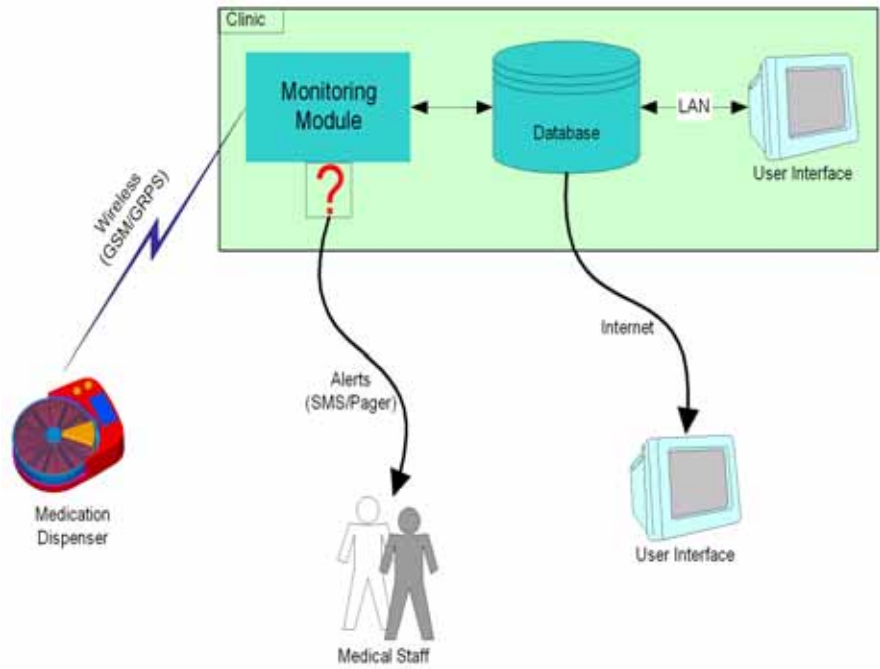 Clinic
Monitoring
Module
?
Database
LAN
User Interface
Wireless
(GSM/GRPS)
Internet
Alerts
(SMS/Pager)
Medication
Dispenser
User Interface
Medical Staff